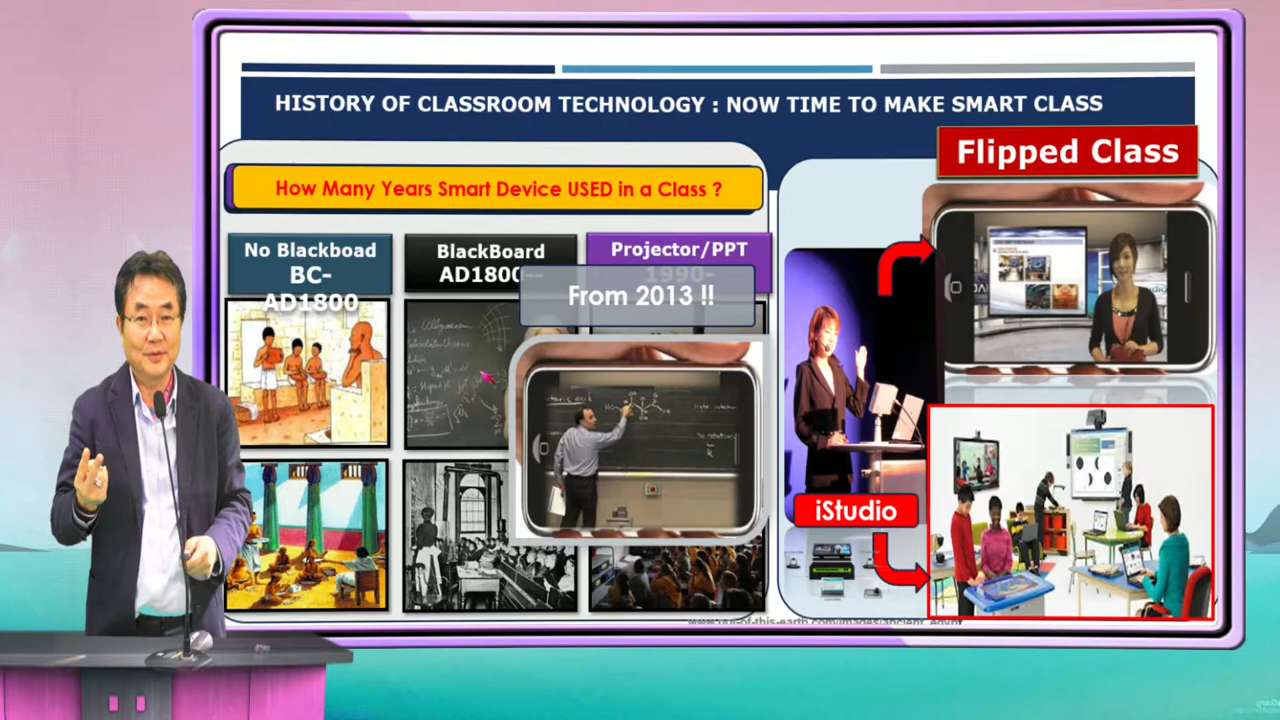 HISTORY OF CLASSROOM TECHNOLOGY : NOW TIME TO MAKE SMART CLASS
Flipped Class
How Many Years Smart Device USED in a Class ?
No Blackboad
BC-
AD1800
BlackBoard
AD1800--
Projector/PPT
1990-
From 2013 !!
iStudio